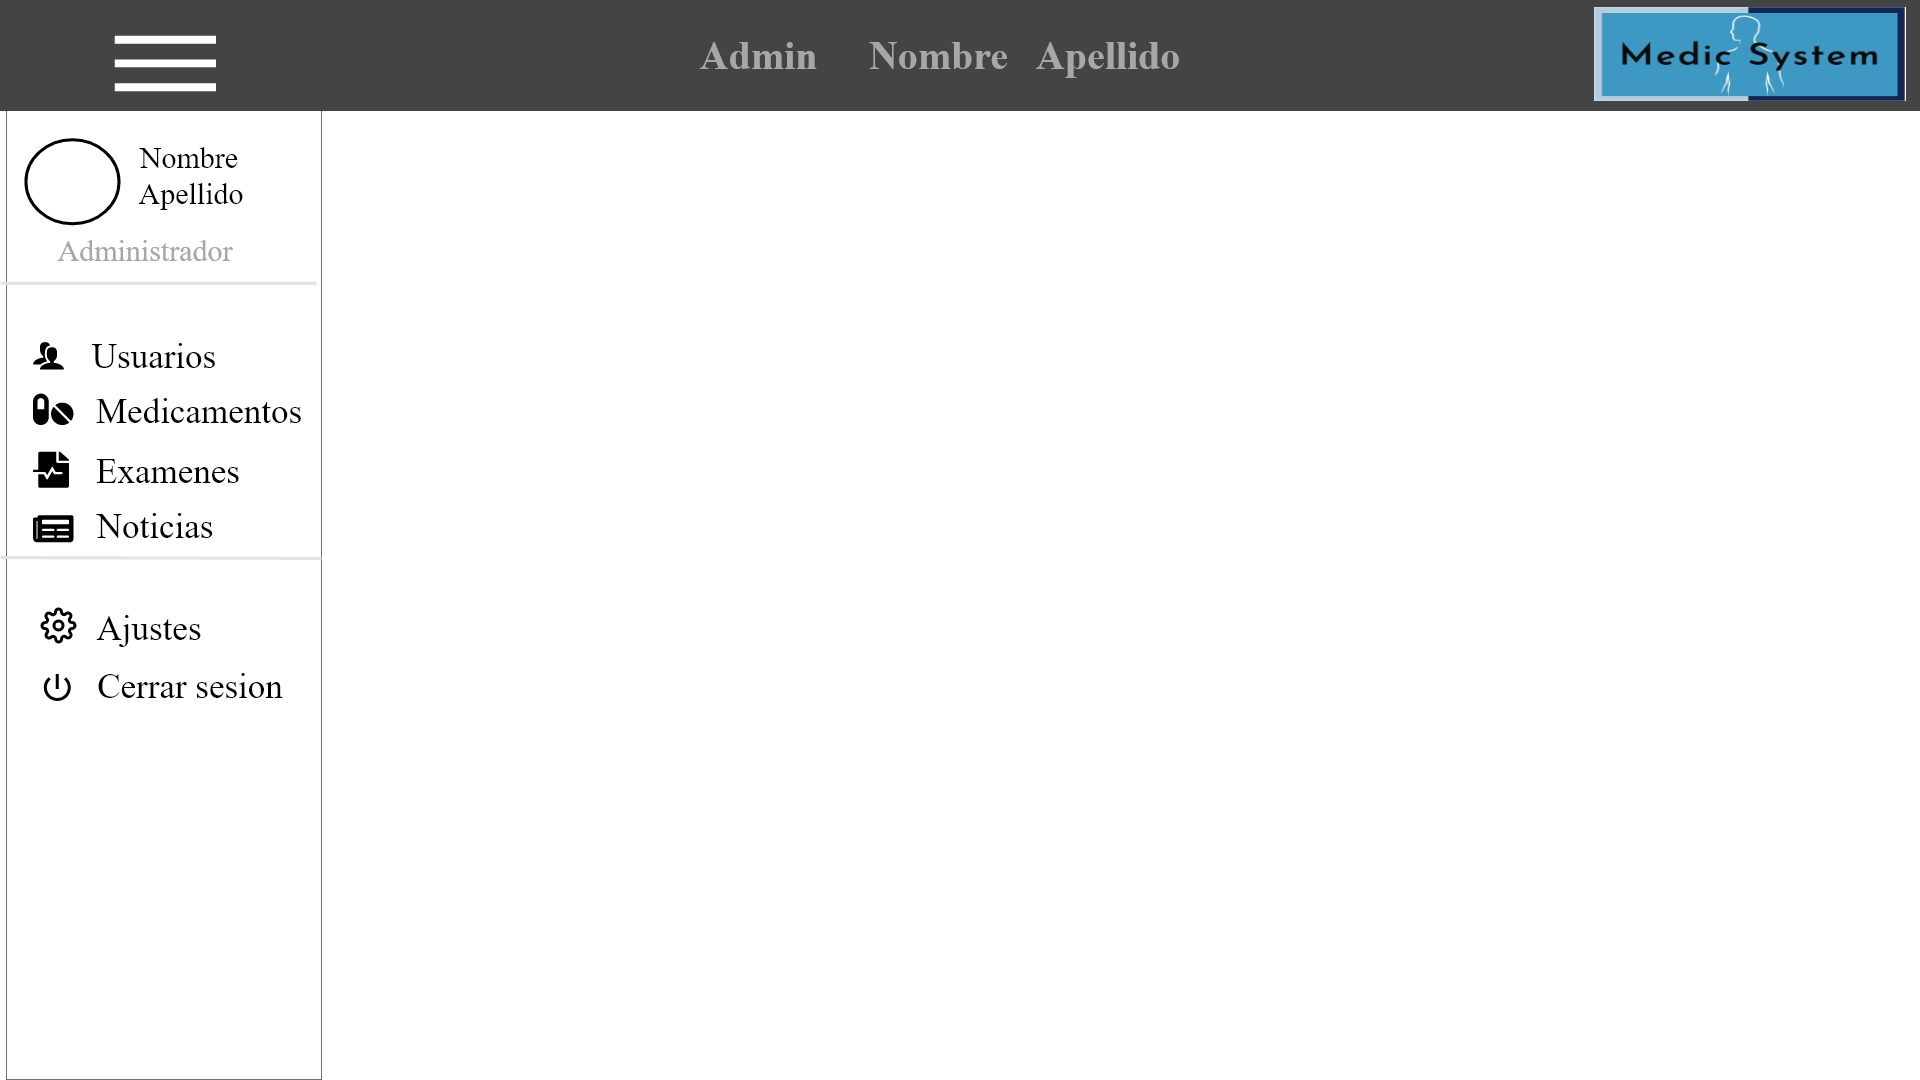 Admin Nombre Apellido
Medic System
Nombre
Apellido
Administrador
Usuarios
Medicamentos
Examenes
Noticias
Ajustes
Cerrar sesion